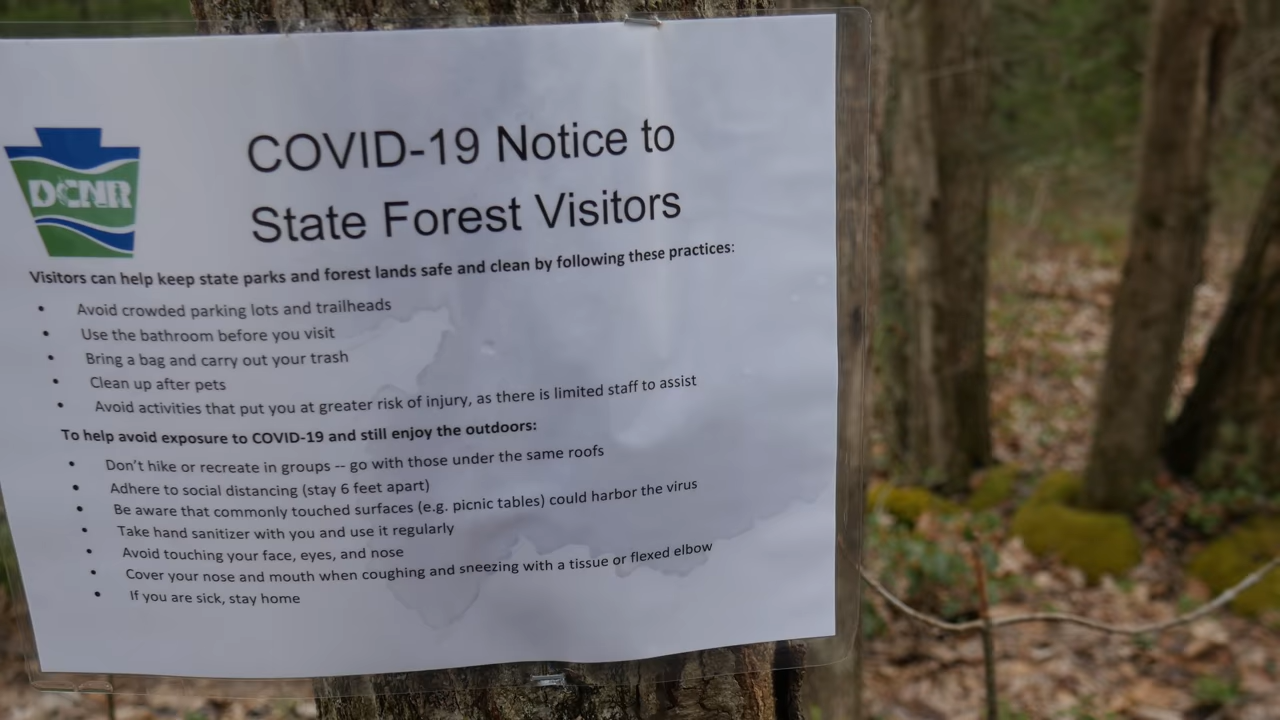 DCNR
COVID-19 Notice to
State Forest Visitors
Visitors can help keep state parks and forest lands safe and clean by following these practices:
• Avoid crowded parking lots and trailheads
• Use the bathroom before you visit
• Bring a bag and carry out your trash
• Clean up after pets
• Avoid activities that put you at greater risk of injury, as there is limited staff to assist
To help avoid exposure to COVID-19 and still enjoy the outdoors:
• Don't hike or recreate in groups -- go with those under the same roofs
• Adhere to social distancing (stay 6 feet apart)
• Be aware that commonly touched surfaces (e.g. picnic tables) could harbor the virus
• Take hand sanitizer with you and use it regularly
• Avoid touching your face, eyes, and nose
• Cover your nose and mouth when coughing and sneezing with a tissue or flexed elbow
• If you are sick, stay home